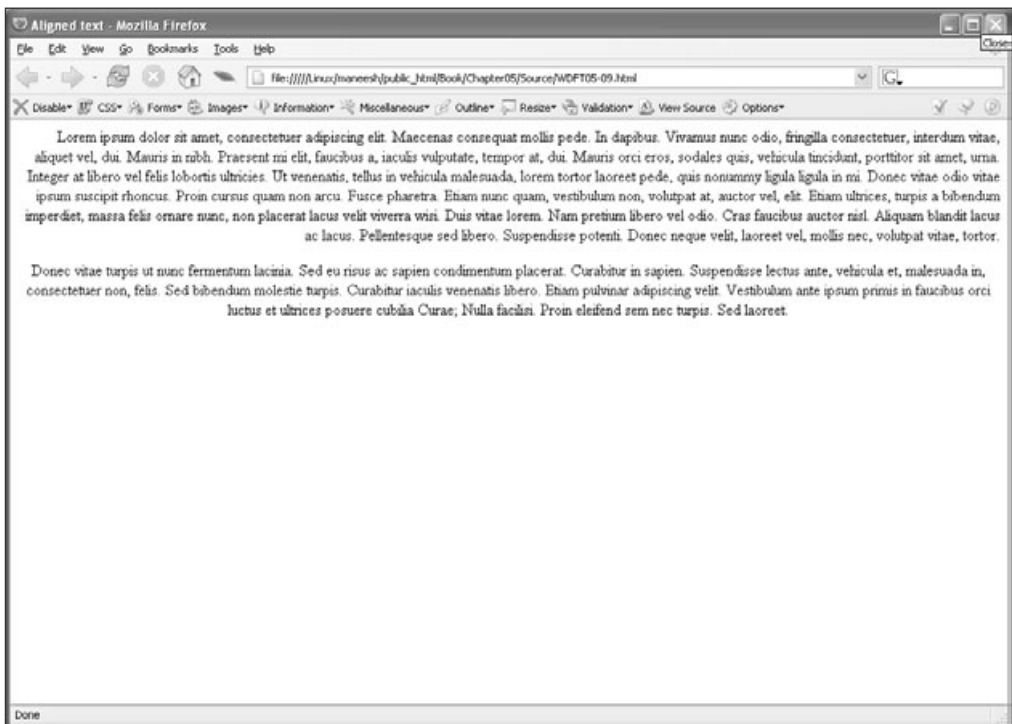 Aligned text - Mozilla Firefox
File Edit View Go Bookmarks Tools Help
Close
file://///Linux/maneesh/public_html/Book/Chapter05/Source/WDFT05-09.html
G
Disable CSS Forms Images Information Miscellaneous Outline Resize Validation View Source Options
Lorem ipsum dolor sit amet, consectetuer adipiscing elit. Maecenas consequat mollis pede. In dapibus. Vivamus nunc odio, fringilla consectetuer, interdum vitae,
aliquet vel, dui. Mauris in nibh. Praesent mi elit, faucibus a, iaculis vulputate, tempor at, dui. Mauris orci eros, sodales quis, vehicula tincidunt, porttitor sit amet, urna.
Integer at libero vel felis lobortis ultricies. Ut venenatis, tellus in vehicula malesuada, lorem tortor laoreet pede, quis nonummy ligula ligula in mi. Donec vitae odio vitae
ipsum suscipit rhoncus. Proin cursus quam non arcu. Fusce pharetra. Etiam nunc quam, vestibulum non, volutpat at, auctor vel, elit. Etiam ultrices, turpis a bibendum
imperdiet, massa felis ornare nunc, non placerat lacus velit viverra wisi. Duis vitae lorem. Nam pretium libero vel odio. Cras faucibus auctor nisl. Aliquam blandit lacus
ac lacus. Pellentesque sed libero. Suspendisse potenti. Donec neque velit, laoreet vel, mollis nec, volutpat vitae, tortor.
Donec vitae turpis ut nunc fermentum lacinia. Sed eu risus ac sapien condimentum placerat. Curabitur in sapien. Suspendisse lectus ante, vehicula et, malesuada in,
consectetuer non, felis. Sed bibendum molestie turpis. Curabitur iaculis venenatis libero. Etiam pulvinar adipiscing velit. Vestibulum ante ipsum primis in faucibus orci
luctus et ultrices posuere cubilia Curae; Nulla facilisi. Proin eleifend sem nec turpis. Sed laoreet.
Done